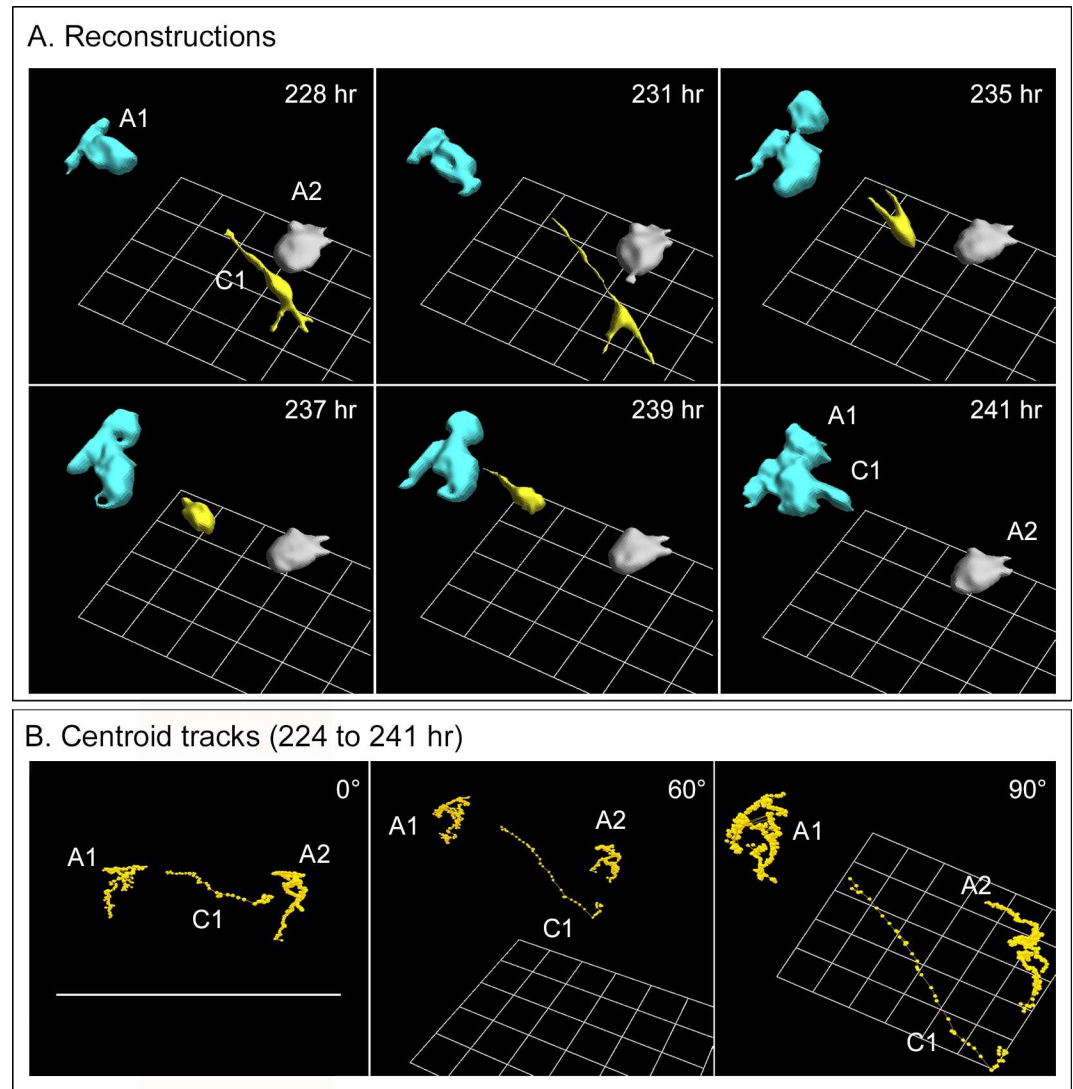 A. Reconstructions
228 hr
A1
A2
C1
231 hr
235 hr
237 hr
239 hr
241 hr
A1
C1
A2
B. Centroid tracks (224 to 241 hr)
0°
A1
A2
C1
60°
A1
A2
C1
90°
A1
A2
C1